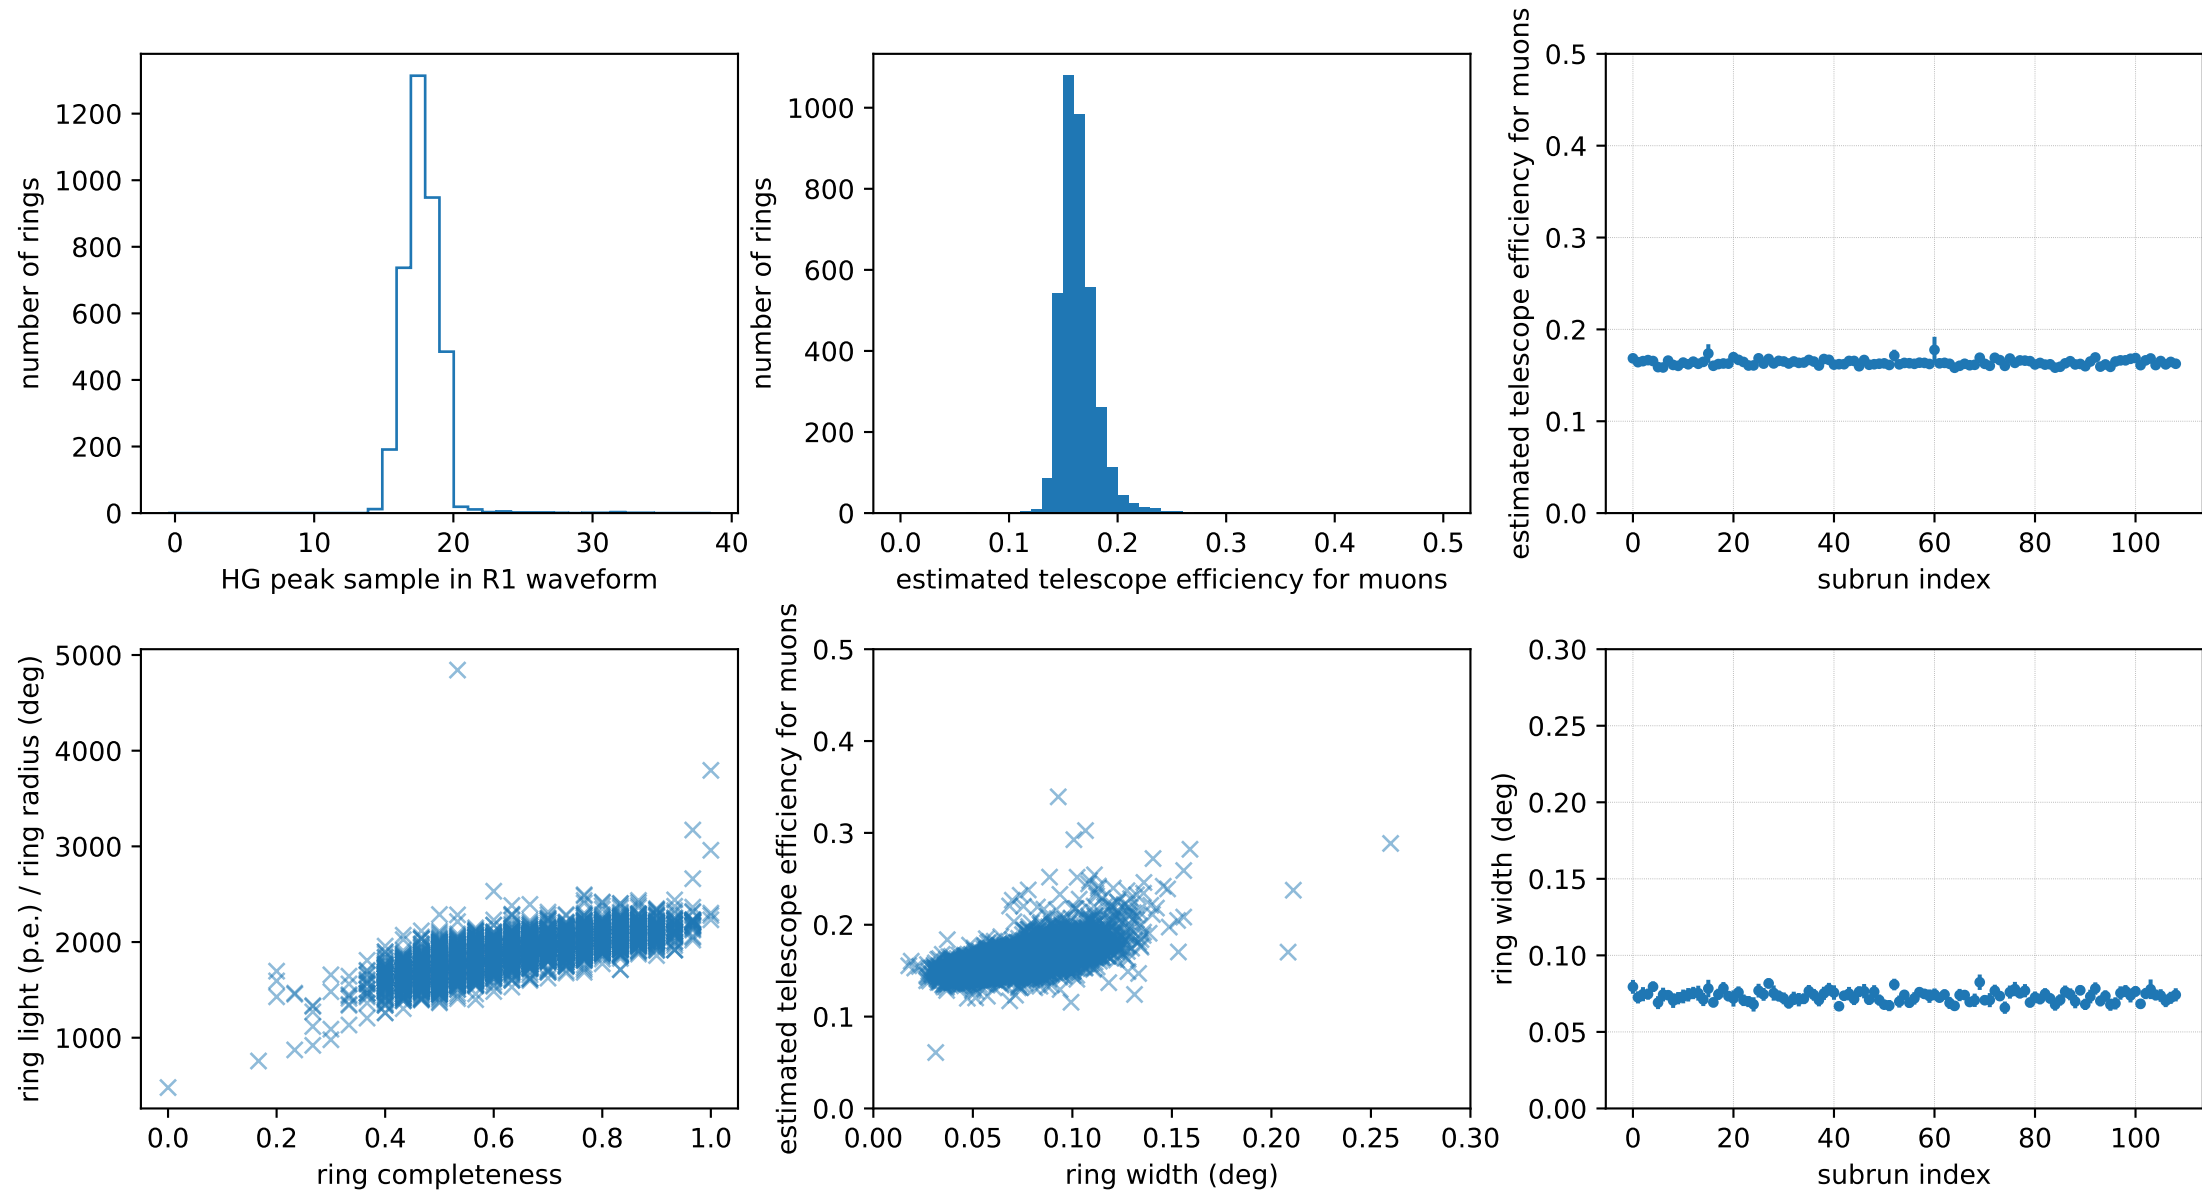 1200
1000
800
600
400
200
0
number of rings
0 10 20 30 40
HG peak sample in R1 waveform
1000
800
600
400
200
0
number of rings
0.0 0.1 0.2 0.3 0.4 0.5
estimated telescope efficiency for muons
0.5
0.4
0.3
0.2
0.1
0.0
estimated telescope efficiency for muons
0 20 40 60 80 100
subrun index
5000
4000
3000
2000
1000
ring light (p.e.) / ring radius (deg)
0.0 0.2 0.4 0.6 0.8 1.0
ring completeness
0.5
0.4
0.3
0.2
0.1
0.0
estimated telescope efficiency for muons
0.00 0.05 0.10 0.15 0.20 0.25 0.30
ring width (deg)
0.30
0.25
0.20
0.15
0.10
0.05
0.00
ring width (deg)
0 20 40 60 80 100
subrun index